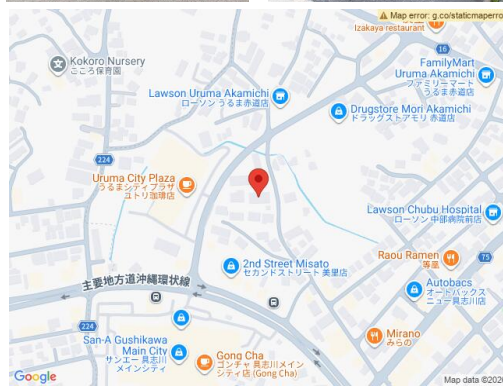 Map error: g.co/staticmaperro
Izakaya restaurant
16
Kokoro Nursery
こころ保育園
FamilyMart
Uruma Akamichi
ファミリーマート
うるま赤道店
Lawson Uruma Akamichi
ローソン うるま赤道店
Drugstore Mori Akamichi
ドラッグストアモリ 赤道店
224
Uruma City Plaza
うるまシティプラザ
ユトリ珈琲店
Lawson Chubu Hospital
ローソン 中部病院前店
Raou Ramen
等凰
75
2nd Street Misato
セカンドストリート 美里店
Autobacs
オートバックス
ニュー具志川店
主要地方道沖縄環状線
224
San-A Gushikawa
Main City
サンエー 具志川
メインシティ
Mirano
みらの
Gong Cha
ゴンチャ 具志川メイン
シティ店 (Gong Cha)
Google
Map data ©202